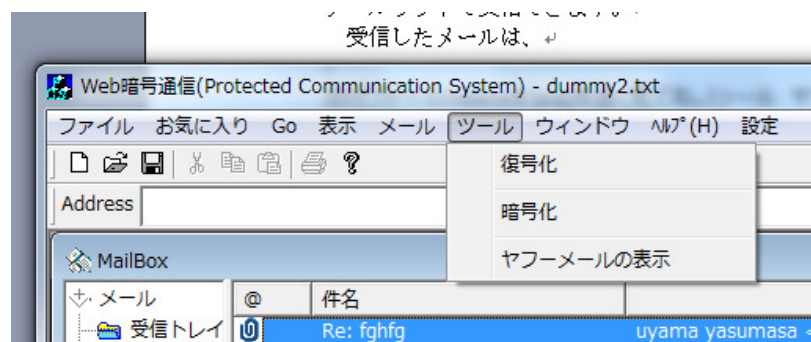 受信したメールは、
Web暗号通信(Protected Communication System) - dummy2.txt
ファイル お気に入り Go 表示 メール ツール ウィンドウ ﾍﾙﾌﾟ(H) 設定
復号化
Address
暗号化
MailBox
ヤフーメールの表示
メール @ 件名
受信トレイ Re: fghfg uyama yasumasa <